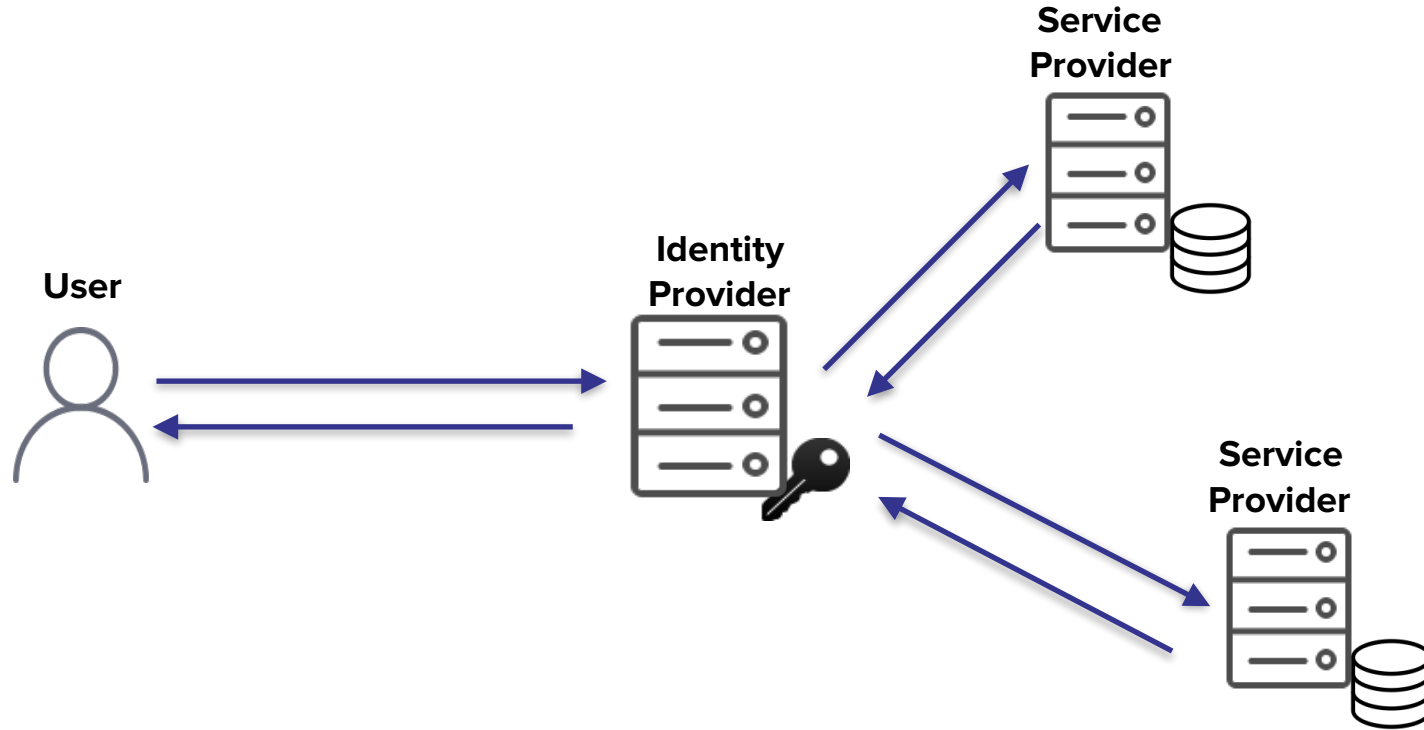 Service
Provider
Identity
Provider
User
Service
Provider